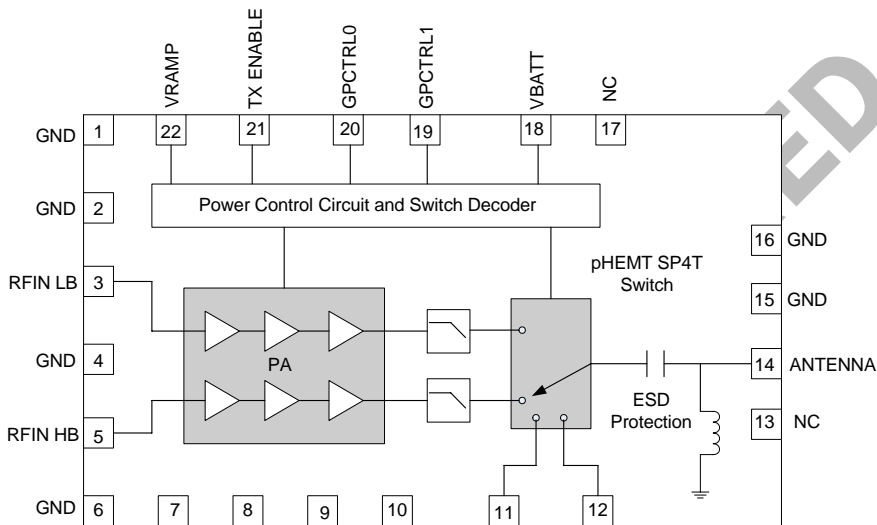 VRAMP
TX ENABLE
GPCTRL0
GPCTRL1
VBATT
NC
GND 1
22
21
20
19
18
17
GND 2
Power Control Circuit and Switch Decoder
16 GND
RFIN LB 3
pHEMT SP4T
Switch
15 GND
GND 4
PA
14 ANTENNA
ESD
Protection
13 NC
RFIN HB 5
GND 6
7
8
9
10
11
12